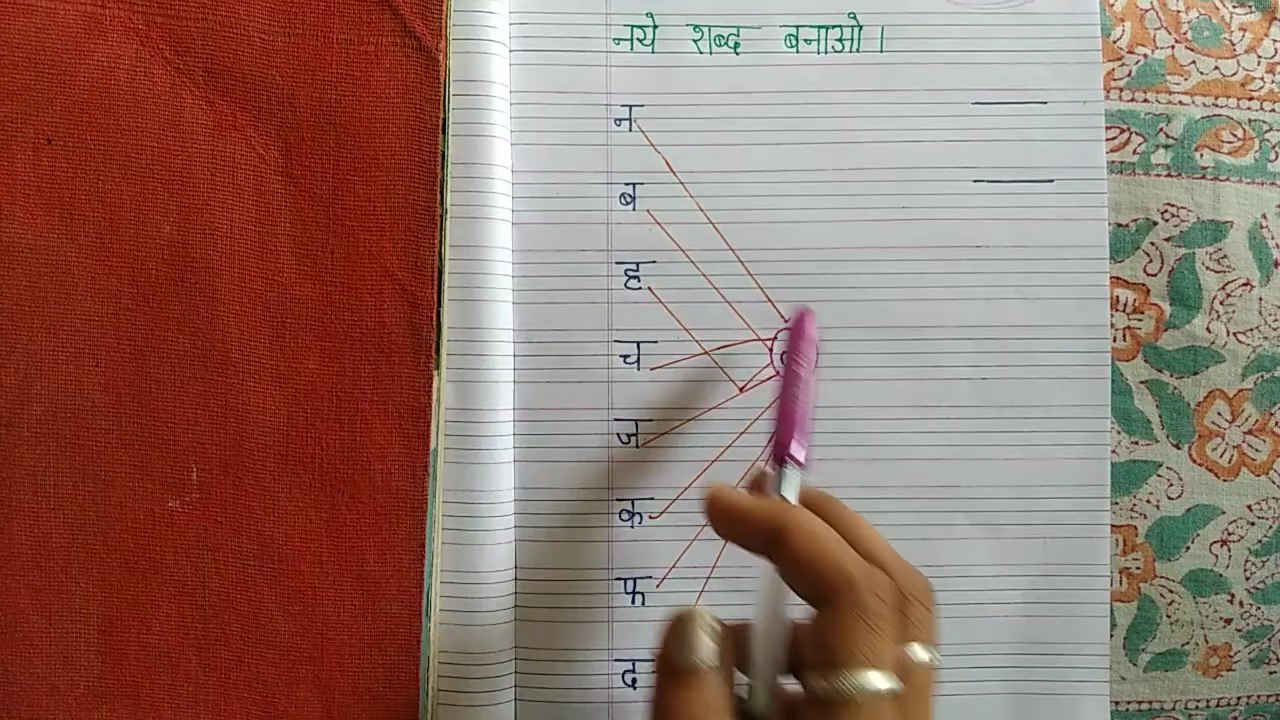 नये शब्द बनाओ।
न
ब
ह
च
ज
क
फ
द